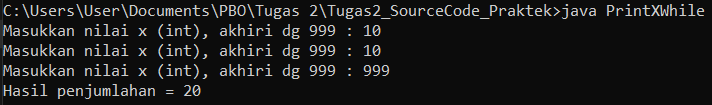 C:\Users\User\Documents\PBO\Tugas 2\Tugas2_SourceCode_Praktek>java PrintXWhile
Masukkan nilai x (int), akhiri dg 999 : 10
Masukkan nilai x (int), akhiri dg 999 : 10
Masukkan nilai x (int), akhiri dg 999 : 999
Hasil penjumlahan = 20